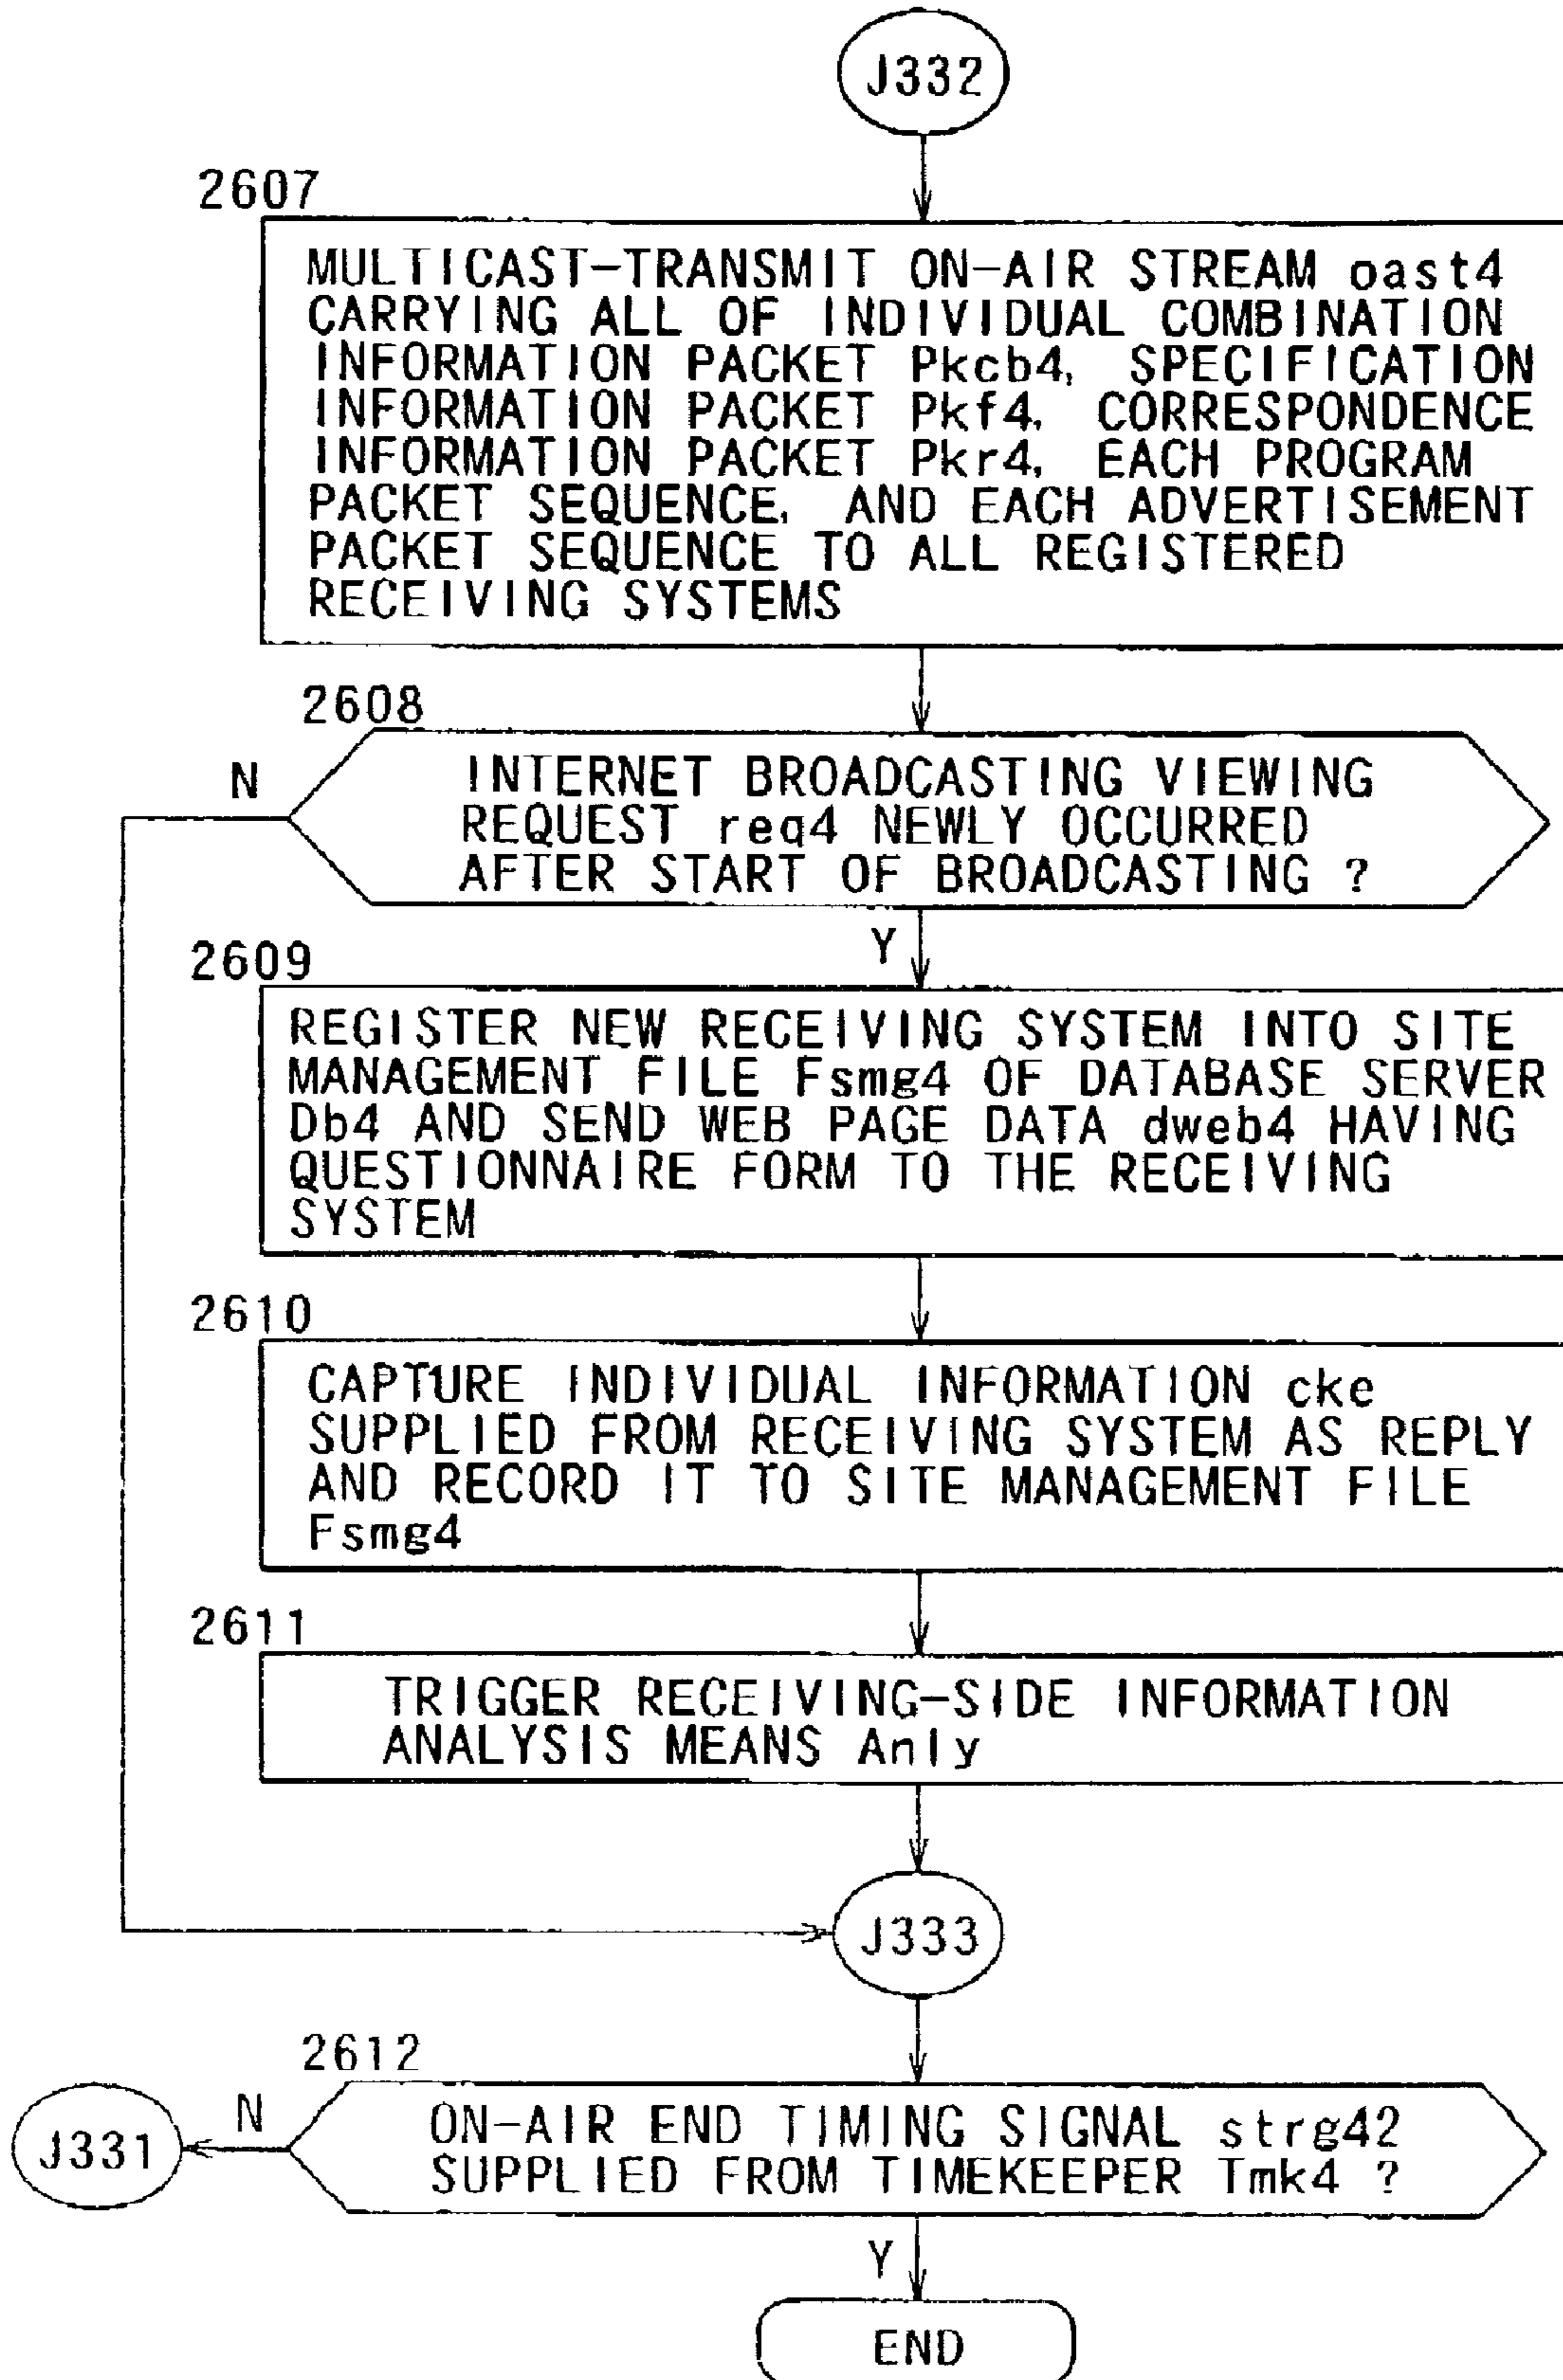 J332
2607
MULTICAST-TRANSMIT ON-AIR STREAM oast4
CARRYING ALL OF INDIVIDUAL COMBINATION
INFORMATION PACKET Pkcb4, SPECIFICATION
INFORMATION PACKET Pkf4, CORRESPONDENCE
INFORMATION PACKET Pkr4, EACH PROGRAM
PACKET SEQUENCE, AND EACH ADVERTISEMENT
PACKET SEQUENCE TO ALL REGISTERED
RECEIVING SYSTEMS
2608
N
INTERNET BROADCASTING VIEWING
REQUEST req4 NEWLY OCCURRED
AFTER START OF BROADCASTING ?
Y
2609
REGISTER NEW RECEIVING SYSTEM INTO SITE
MANAGEMENT FILE Fsmg4 OF DATABASE SERVER
Db4 AND SEND WEB PAGE DATA dweb4 HAVING
QUESTIONNAIRE FORM TO THE RECEIVING
SYSTEM
2610
CAPTURE INDIVIDUAL INFORMATION cke
SUPPLIED FROM RECEIVING SYSTEM AS REPLY
AND RECORD IT TO SITE MANAGEMENT FILE
Fsmg4
2611
TRIGGER RECEIVING-SIDE INFORMATION
ANALYSIS MEANS Anly
J333
2612
J331
N
ON-AIR END TIMING SIGNAL strg42
SUPPLIED FROM TIMEKEEPER Tmk4 ?
Y
END